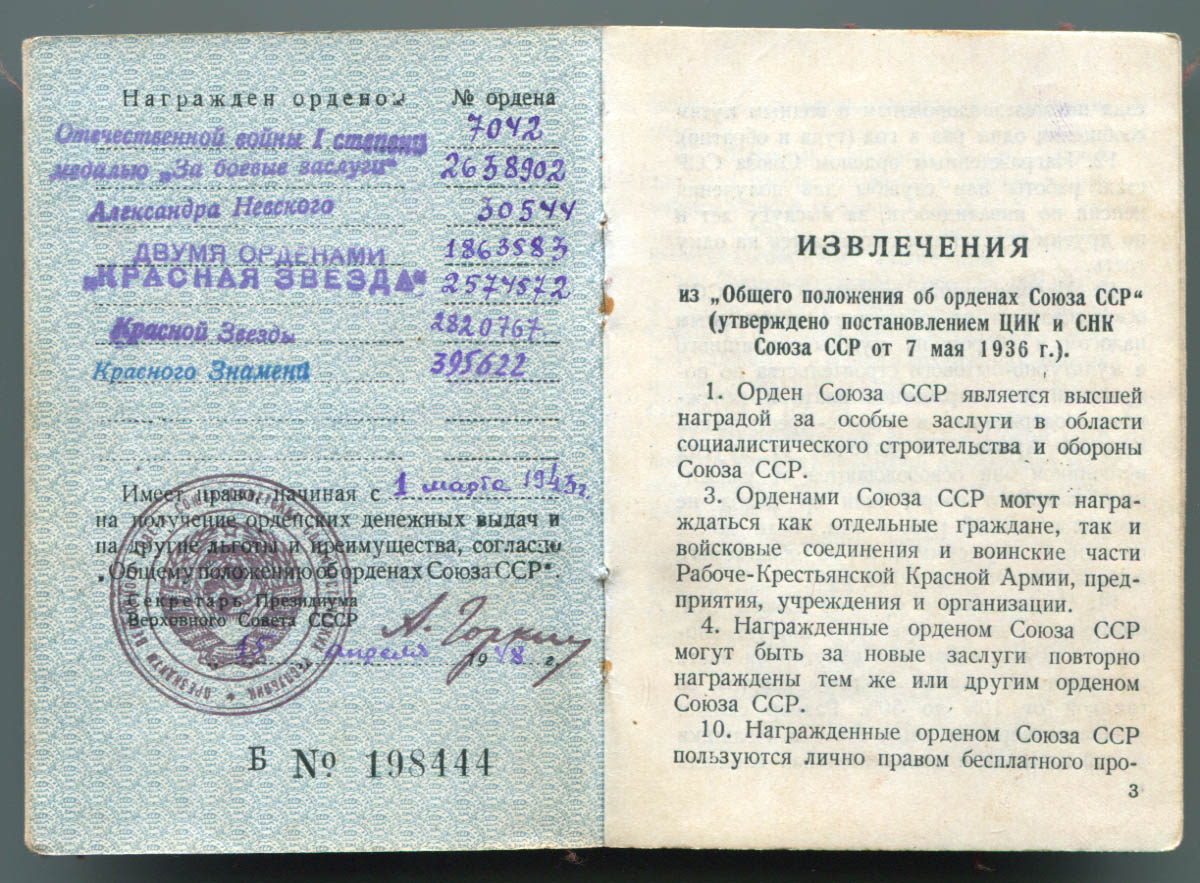 Награжден орденом № ордена
Отечественной войны I степени 7042
медалью „За боевые заслуги“ 2638902
Александра Невского 30544
ДВУМЯ ОРДЕНАМИ 1863583
„КРАСНАЯ ЗВЕЗДА“ 2574572
Красной Звезды 2820767
Красного Знамени 395622
Имеет право, начиная с 1 марта 1943г.
на получение орденских денежных выдач и
на другие льготы и преимущества, согласно
„Общему положению об орденах Союза ССР“.
Секретарь Президиума
Верховного Совета СССР А. Горкин
15 апреля 1948 г.
Б № 198444
ИЗВЛЕЧЕНИЯ
из „Общего положения об орденах Союза ССР“
(утверждено постановлением ЦИК и СНК
Союза ССР от 7 мая 1936 г.).
1. Орден Союза ССР является высшей
наградой за особые заслуги в области
социалистического строительства и обороны
Союза ССР.
3. Орденами Союза ССР могут награ-
ждаться как отдельные граждане, так и
войсковые соединения и воинские части
Рабоче-Крестьянской Красной Армии, пред-
приятия, учреждения и организации.
4. Награжденные орденом Союза ССР
могут быть за новые заслуги повторно
награждены тем же или другим орденом
Союза ССР.
10. Награжденные орденом Союза ССР
пользуются лично правом бесплатного про-
3